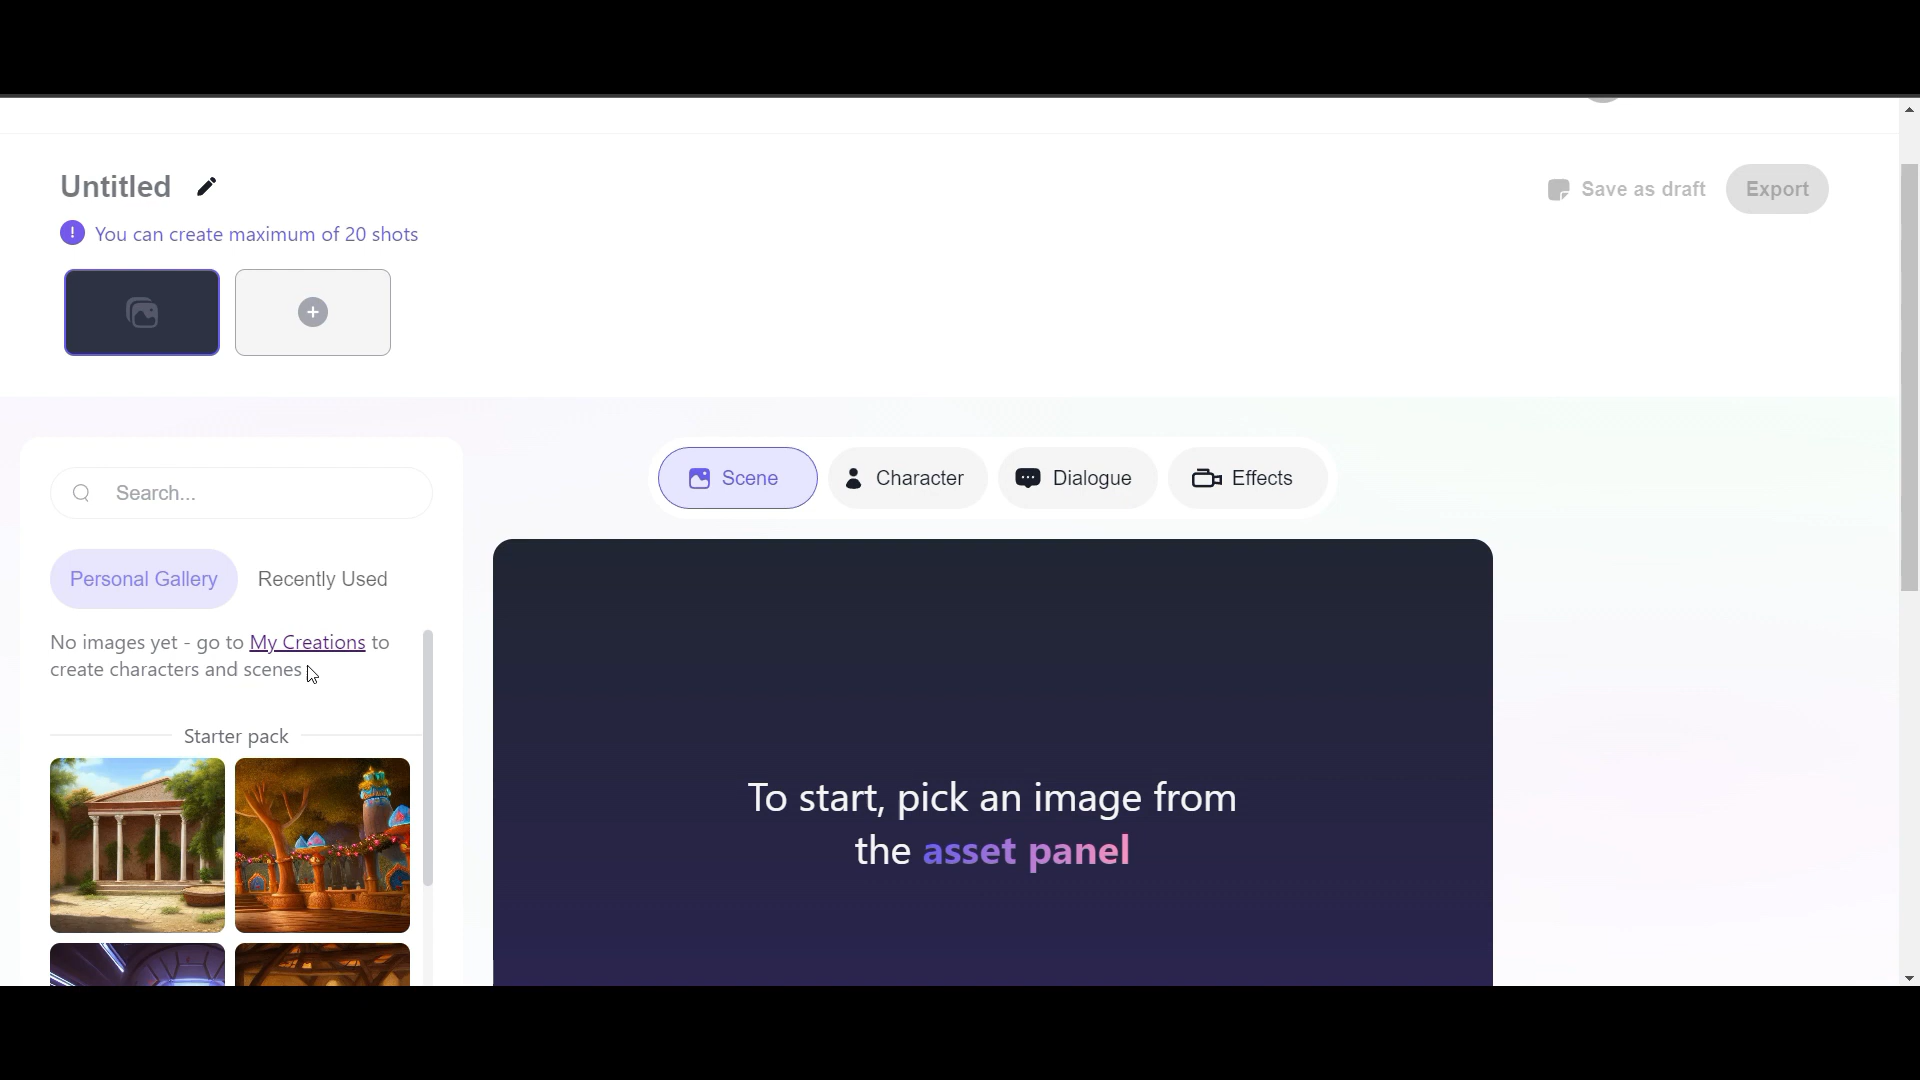 Untitled
Save as draft
Export
! You can create maximum of 20 shots
+
Scene
Character
Dialogue
Effects
Search...
Personal Gallery
Recently Used
No images yet - go to My Creations to
create characters and scenes
Starter pack
To start, pick an image from
the asset panel